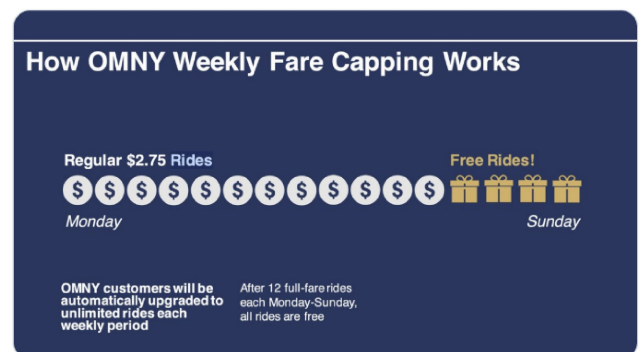 How OMNY Weekly Fare Capping Works
Regular $2.75 Rides
Free Rides!
$ $ $ $ $ $ $ $ $ $ $ $
Monday
Sunday
OMNY customers will be
automatically upgraded to
unlimited rides each
weekly period
After 12 full-fare rides
each Monday-Sunday,
all rides are free